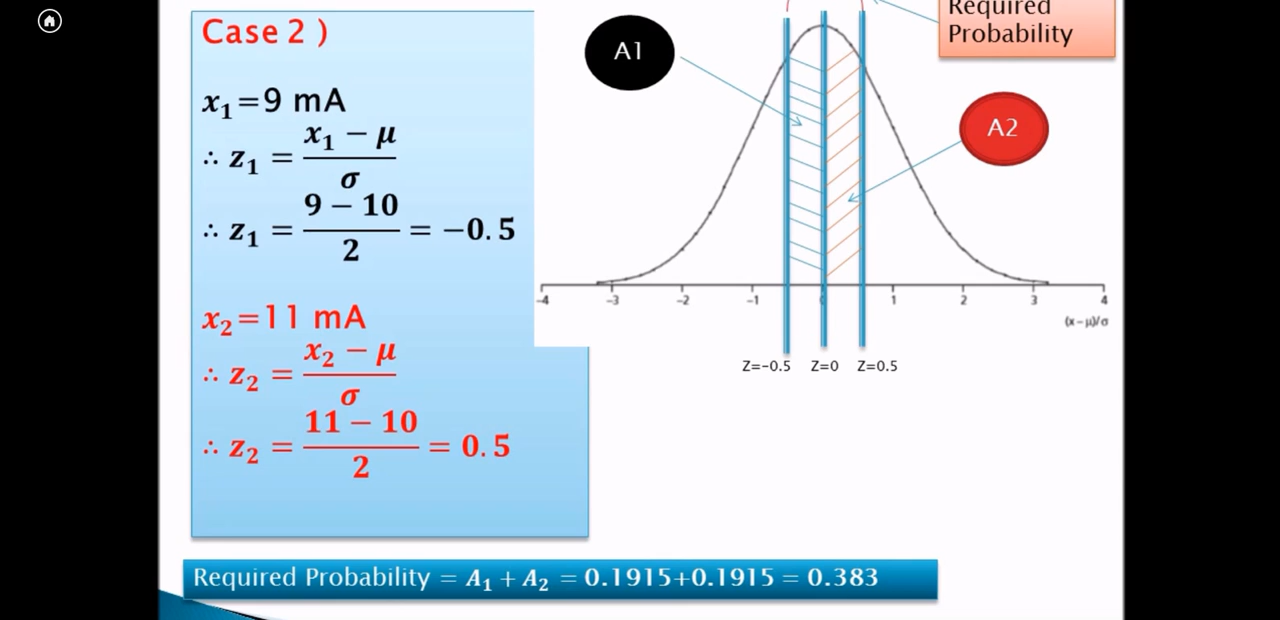 Case 2 )
x₁=9 mA
∴ z₁ = (x₁ − μ)/σ
∴ z₁ = (9 − 10)/2 = −0.5
x₂=11 mA
∴ z₂ = (x₂ − μ)/σ
∴ z₂ = (11 − 10)/2 = 0.5
Required
Probability
A1
A2
-4 -3 -2 -1 1 2 3 4
(x-μ)/σ
Z=-0.5 Z=0 Z=0.5
Required Probability = A₁ + A₂ = 0.1915+0.1915 = 0.383